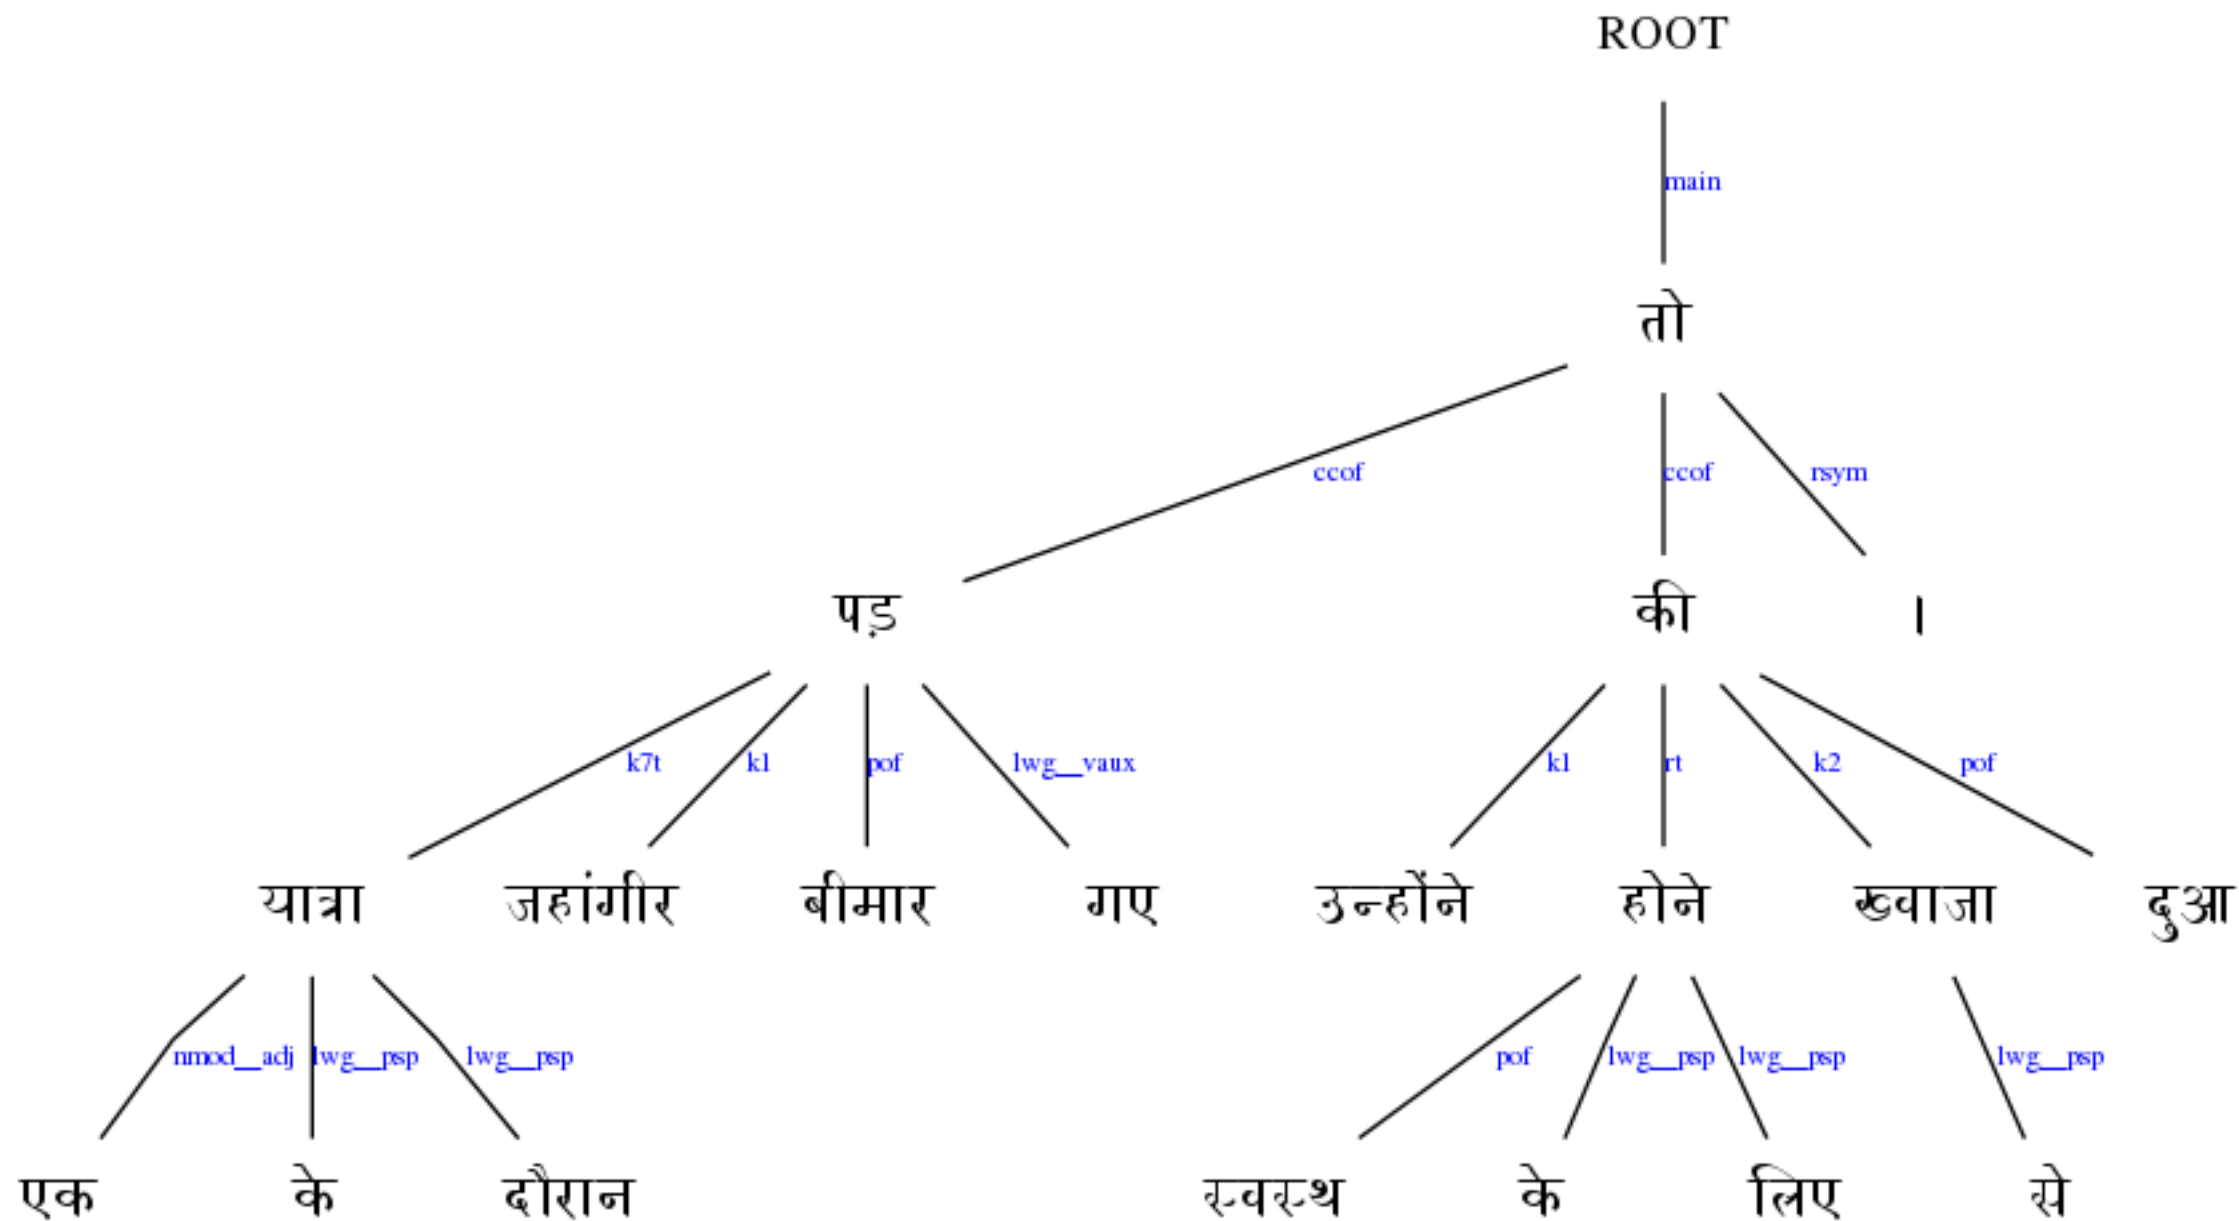 ROOT
main
तो
ccof ccof rsym
पड़ की ।
k7t k1 pof lwg__vaux k1 rt k2 pof
यात्रा जहांगीर बीमार गए उन्होंने होने ख्वाजा दुआ
nmod__adj lwg__psp lwg__psp pof lwg__psp lwg__psp lwg__psp
एक के दौरान स्वस्थ के लिए से